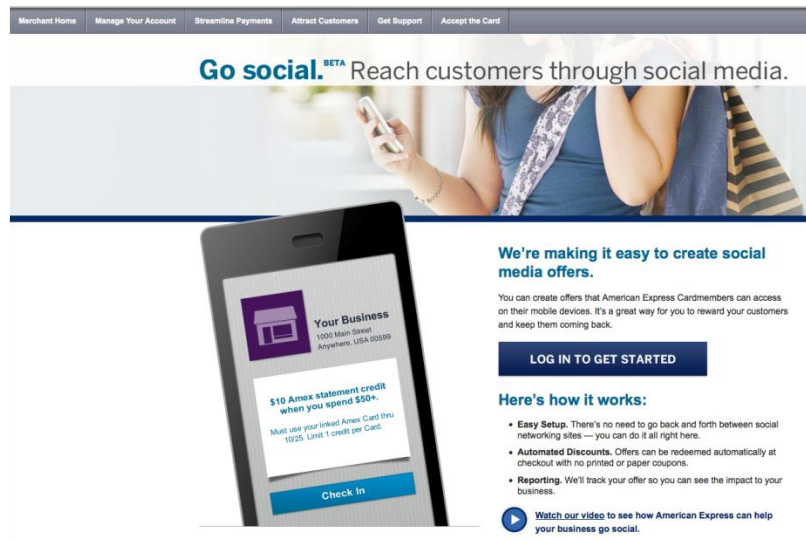 Merchant Home Manage Your Account Streamline Payments Attract Customers Get Support Accept the Card
Go social.BETA Reach customers through social media.
Your Business
1000 Main Street
Anywhere, USA 00599
$10 Amex statement credit
when you spend $50+.
Must use your linked Amex Card thru
10/25. Limit 1 credit per Card.
Check In
We're making it easy to create social
media offers.
You can create offers that American Express Cardmembers can access
on their mobile devices. It's a great way for you to reward your customers
and keep them coming back.
LOG IN TO GET STARTED
Here's how it works:
• Easy Setup. There's no need to go back and forth between social
networking sites — you can do it all right here.
• Automated Discounts. Offers can be redeemed automatically at
checkout with no printed or paper coupons.
• Reporting. We'll track your offer so you can see the impact to your
business.
Watch our video to see how American Express can help
your business go social.